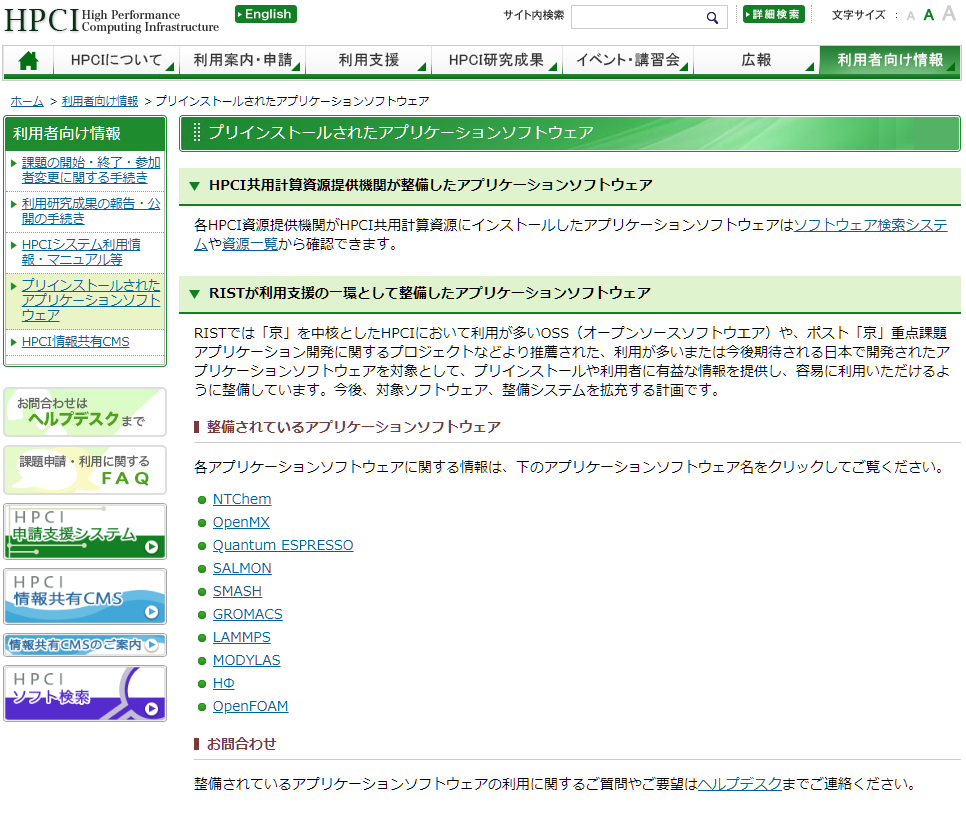 HPCI High Performance Computing Infrastructure
English
サイト内検索
詳細検索
文字サイズ : A A A
HPCIについて
利用案内・申請
利用支援
HPCI研究成果
イベント・講習会
広報
利用者向け情報
ホーム > 利用者向け情報 > プリインストールされたアプリケーションソフトウェア
利用者向け情報
課題の開始・終了・参加
者変更に関する手続き
利用研究成果の報告・公
開の手続き
HPCIシステム利用情
報・マニュアル等
プリインストールされた
アプリケーションソフト
ウェア
HPCI情報共有CMS
お問合わせは
ヘルプデスクまで
課題申請・利用に関する
FAQ
HPCI
申請支援システム
HPCI
情報共有CMS
情報共有CMSのご案内
HPCI
ソフト検索
プリインストールされたアプリケーションソフトウェア
HPCI共用計算資源提供機関が整備したアプリケーションソフトウェア
各HPCI資源提供機関がHPCI共用計算資源にインストールしたアプリケーションソフトウェアはソフトウェア検索システ
ムや資源一覧から確認できます。
RISTが利用支援の一環として整備したアプリケーションソフトウェア
RISTでは「京」を中核としたHPCIにおいて利用が多いOSS（オープンソースソフトウエア）や、ポスト「京」重点課題
アプリケーション開発に関するプロジェクトなどより推薦された、利用が多いまたは今後期待される日本で開発されたア
プリケーションソフトウェアを対象として、プリインストールや利用者に有益な情報を提供し、容易に利用いただけるよ
うに整備しています。今後、対象ソフトウェア、整備システムを拡充する計画です。
整備されているアプリケーションソフトウェア
各アプリケーションソフトウェアに関する情報は、下のアプリケーションソフトウェア名をクリックしてご覧ください。
NTChem
OpenMX
Quantum ESPRESSO
SALMON
SMASH
GROMACS
LAMMPS
MODYLAS
HΦ
OpenFOAM
お問合わせ
整備されているアプリケーションソフトウェアの利用に関するご質問やご要望はヘルプデスクまでご連絡ください。